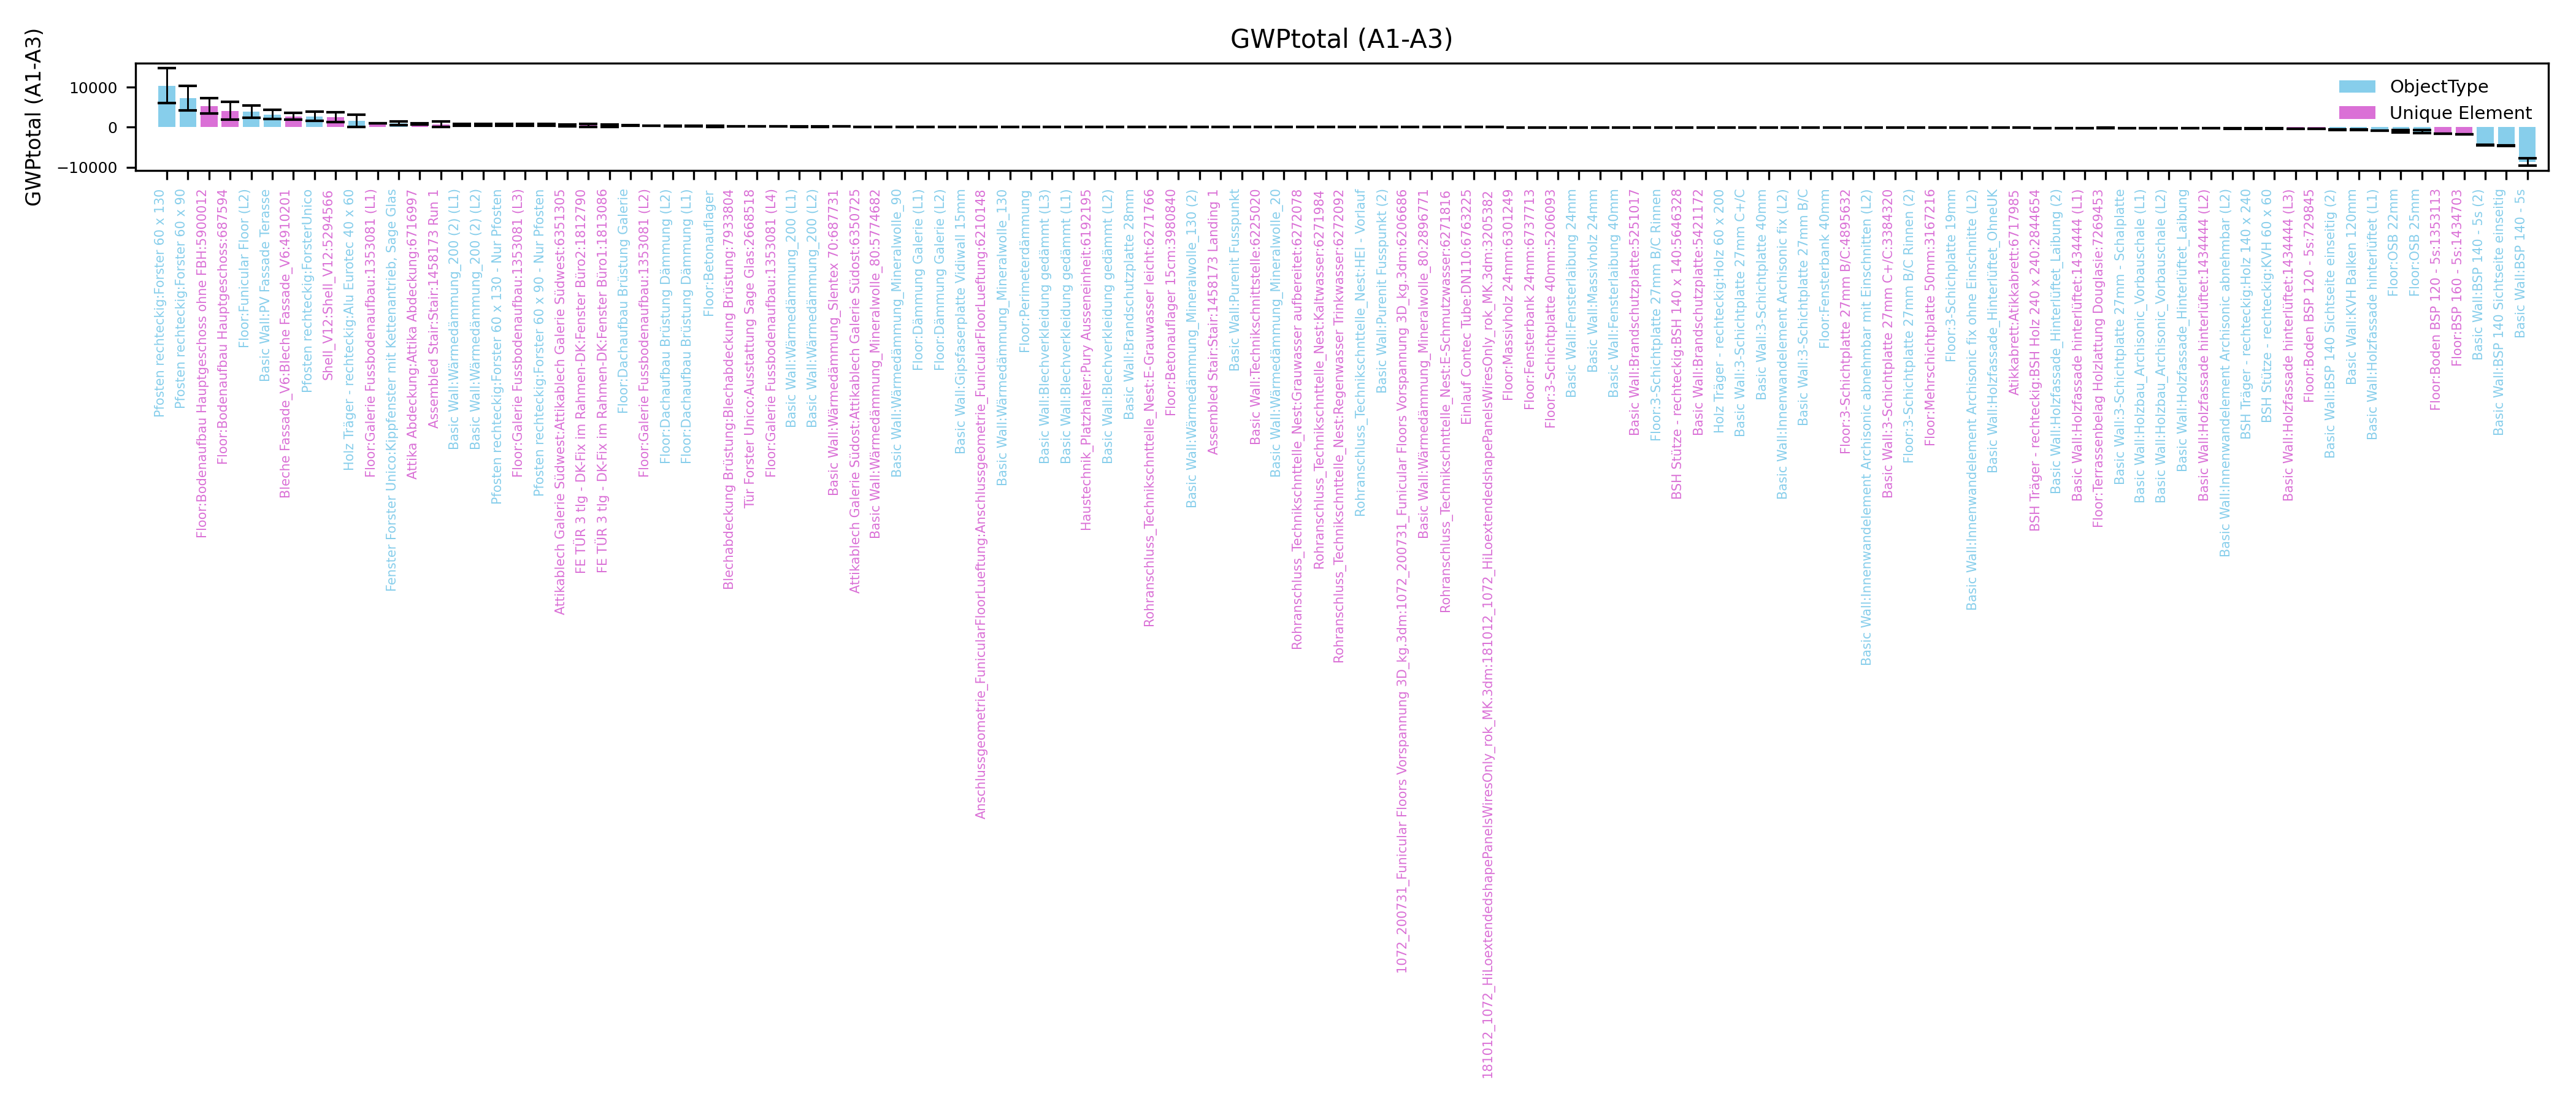 GWPtotal (A1-A3)
GWPtotal (A1-A3)
10000
0
−10000
ObjectType
Unique Element
Pfosten rechteckig:Forster 60 x 130
Pfosten rechteckig:Forster 60 x 90
Floor:Bodenaufbau Hauptgeschoss ohne FBH:5900012
Floor:Bodenaufbau Hauptgeschoss:687594
Floor:Funicular Floor (L2)
Basic Wall:PV Fassade Terasse
Bleche Fassade_V6:Bleche Fassade_V6:4910201
Pfosten rechteckig:ForsterUnico
Shell_V12:Shell_V12:5294566
Holz Träger - rechteckig:Alu Eurotec 40 x 60
Floor:Galerie Fussbodenaufbau:1353081 (L1)
Fenster Forster Unico:Kippfenster mit Kettenantrieb, Sage Glas
Attika Abdeckung:Attika Abdeckung:6716997
Assembled Stair:Stair:1458173 Run 1
Basic Wall:Wärmedämmung_200 (2) (L1)
Basic Wall:Wärmedämmung_200 (2) (L2)
Pfosten rechteckig:Forster 60 x 130 - Nur Pfosten
Floor:Galerie Fussbodenaufbau:1353081 (L3)
Pfosten rechteckig:Forster 60 x 90 - Nur Pfosten
Attikablech Galerie Südwest:Attikablech Galerie Südwest:6351305
FE TÜR 3 tlg - DK-Fix im Rahmen-DK:Fenster Büro2:1812790
FE TÜR 3 tlg - DK-Fix im Rahmen-DK:Fenster Büro1:1813086
Floor:Dachaufbau Brüstung Galerie
Floor:Galerie Fussbodenaufbau:1353081 (L2)
Floor:Dachaufbau Brüstung Dämmung (L2)
Floor:Dachaufbau Brüstung Dämmung (L1)
Floor:Betonauflager
Blechabdeckung Brüstung:Blechabdeckung Brüstung:7933804
Tür Forster Unico:Ausstattung Sage Glas:2668518
Floor:Galerie Fussbodenaufbau:1353081 (L4)
Basic Wall:Wärmedämmung_200 (L1)
Basic Wall:Wärmedämmung_200 (L2)
Basic Wall:Wärmedämmung_Slentex 70:687731
Attikablech Galerie Südost:Attikablech Galerie Südost:6350725
Basic Wall:Wärmedämmung_Mineralwolle_80:5774682
Basic Wall:Wärmedämmung_Mineralwolle_90
Floor:Dämmung Galerie (L1)
Floor:Dämmung Galerie (L2)
Basic Wall:Gipsfaserplatte Vidiwall 15mm
Anschlussgeometrie_FunicularFloorLueftung:Anschlussgeometrie_FunicularFloorLueftung:6210148
Basic Wall:Wärmedämmung_Mineralwolle_130
Floor:Perimeterdämmung
Basic Wall:Blechverkleidung gedämmt (L3)
Basic Wall:Blechverkleidung gedämmt (L1)
Haustechnik_Platzhalter:Pury Ausseneinheit:6192195
Basic Wall:Blechverkleidung gedämmt (L2)
Basic Wall:Brandschutzplatte 28mm
Rohranschluss_Technikschnttelle_Nest:E-Grauwasser leicht:6271766
Floor:Betonauflager 15cm:3980840
Basic Wall:Wärmedämmung_Mineralwolle_130 (2)
Assembled Stair:Stair:1458173 Landing 1
Basic Wall:Purenit Fusspunkt
Basic Wall:Technikschnittstelle:6225020
Basic Wall:Wärmedämmung_Mineralwolle_20
Rohranschluss_Technikschnttelle_Nest:Grauwasser aufbereitet:6272078
Rohranschluss_Technikschnttelle_Nest:Kaltwasser:6271984
Rohranschluss_Technikschnttelle_Nest:Regenwasser Trinkwasser:6272092
Rohranschluss_Technikschnttelle_Nest:HEI - Vorlauf
Basic Wall:Purenit Fusspunkt (2)
1072_200731_Funicular Floors Vorspannung 3D_kg.3dm:1072_200731_Funicular Floors Vorspannung 3D_kg.3dm:6206686
Basic Wall:Wärmedämmung_Mineralwolle_80:2896771
Rohranschluss_Technikschnttelle_Nest:E-Schmutzwasser:6271816
Einlauf Contec Tube:DN110:6763225
181012_1072_HiLoextendedshapePanelsWiresOnly_rok_MK.3dm:181012_1072_HiLoextendedshapePanelsWiresOnly_rok_MK.3dm:3205382
Floor:Massivholz 24mm:6301249
Floor:Fensterbank 24mm:6737713
Floor:3-Schichtplatte 40mm:5206093
Basic Wall:Fensterlaibung 24mm
Basic Wall:Massivholz 24mm
Basic Wall:Fensterlaibung 40mm
Basic Wall:Brandschutzplatte:5251017
Floor:3-Schichtplatte 27mm B/C Rinnen
BSH Stütze - rechteckig:BSH 140 x 140:5646328
Basic Wall:Brandschutzplatte:5421172
Holz Träger - rechteckig:Holz 60 x 200
Basic Wall:3-Schichtplatte 27mm C+/C
Basic Wall:3-Schichtplatte 40mm
Basic Wall:Innenwandelement Archisonic fix (L2)
Basic Wall:3-Schichtplatte 27mm B/C
Floor:Fensterbank 40mm
Floor:3-Schichtplatte 27mm B/C:4895632
Basic Wall:Innenwandelement Archisonic abnehmbar mit Einschnitten (L2)
Basic Wall:3-Schichtplatte 27mm C+/C:3384320
Floor:3-Schichtplatte 27mm B/C Rinnen (2)
Floor:Mehrschichtplatte 50mm:3167216
Floor:3-Schichplatte 19mm
Basic Wall:Innenwandelement Archisonic fix ohne Einschnitte (L2)
Basic Wall:Holzfassade_Hinterlüftet_OhneUK
Atikkabrett:Atikkabrett:6717985
BSH Träger - rechteckig:BSH Holz 240 x 240:2844654
Basic Wall:Holzfassade_Hinterlüftet_Laibung (2)
Basic Wall:Holzfassade hinterlüftet:1434444 (L1)
Floor:Terrassenbelag Holzlattung Douglasie:7269453
Basic Wall:3-Schichtplatte 27mm - Schalplatte
Basic Wall:Holzbau_Archisonic_Vorbauschale (L1)
Basic Wall:Holzbau_Archisonic_Vorbauschale (L2)
Basic Wall:Holzfassade_Hinterlüftet_Laibung
Basic Wall:Holzfassade hinterlüftet:1434444 (L2)
Basic Wall:Innenwandelement Archisonic abnehmbar (L2)
BSH Träger - rechteckig:Holz 140 x 240
BSH Stütze - rechteckig:KVH 60 x 60
Basic Wall:Holzfassade hinterlüftet:1434444 (L3)
Floor:Boden BSP 120 - 5s:729845
Basic Wall:BSP 140 Sichtseite einseitig (2)
Basic Wall:KVH Balken 120mm
Basic Wall:Holzfassade hinterlüftet (L1)
Floor:OSB 22mm
Floor:OSB 25mm
Floor:Boden BSP 120 - 5s:1353113
Floor:BSP 160 - 5s:1434703
Basic Wall:BSP 140 - 5s (2)
Basic Wall:BSP 140 Sichtseite einseitig
Basic Wall:BSP 140 - 5s